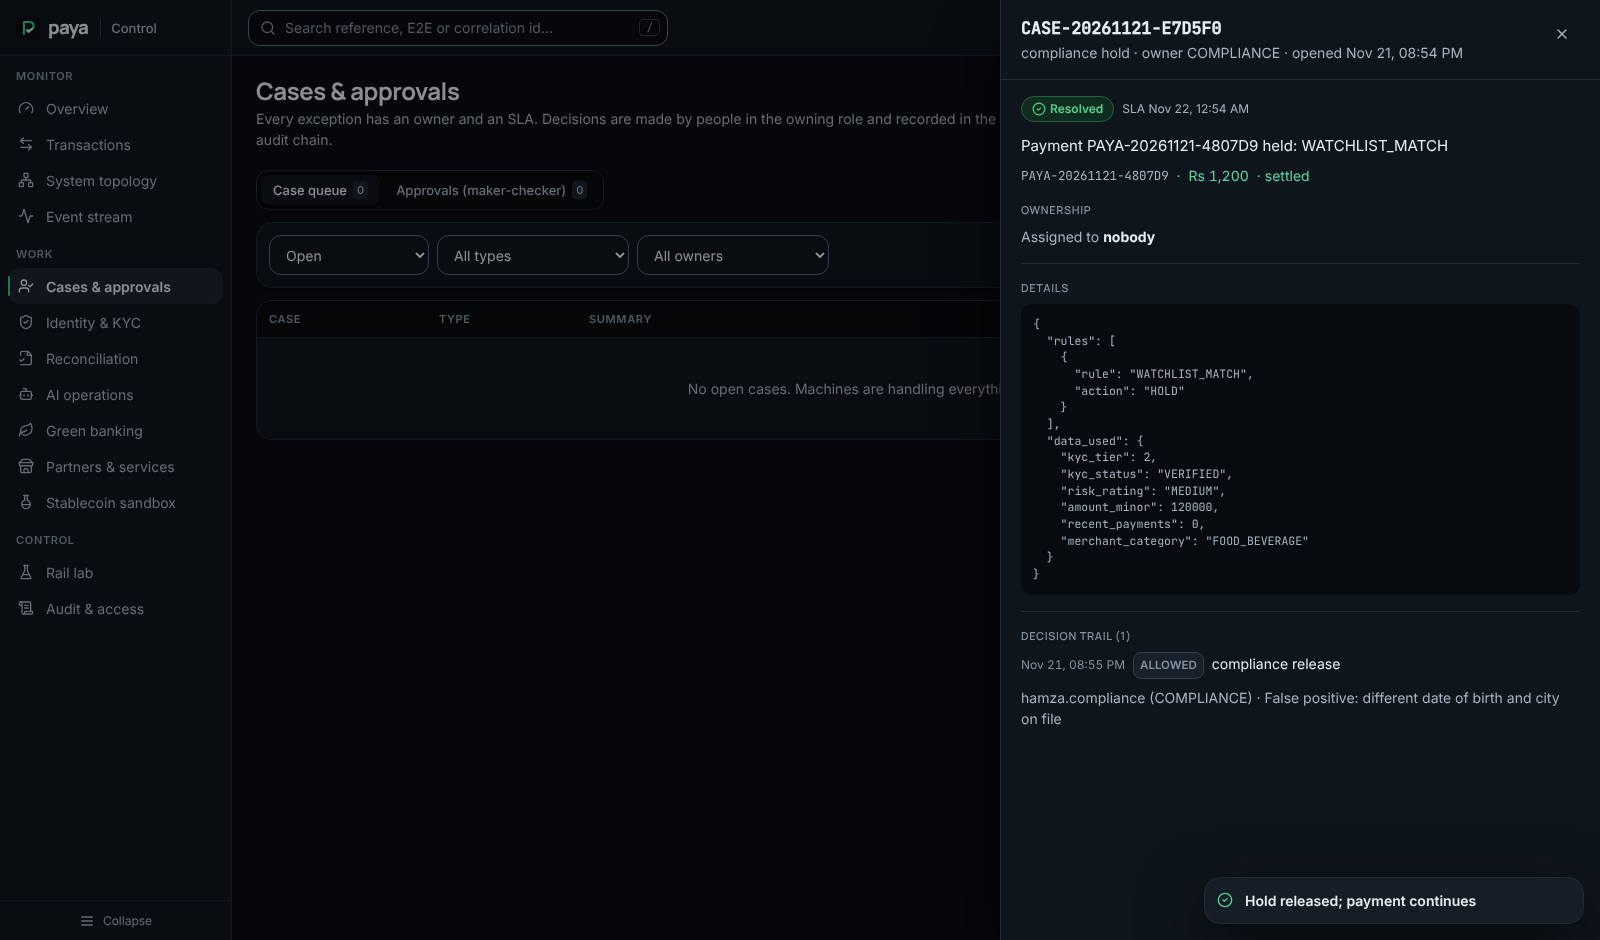 paya
Control
MONITOR
Overview
Transactions
System topology
Event stream
WORK
Cases & approvals
Identity & KYC
Reconciliation
AI operations
Green banking
Partners & services
Stablecoin sandbox
CONTROL
Rail lab
Audit & access
Collapse
Search reference, E2E or correlation id...
/
Cases & approvals
Every exception has an owner and an SLA. Decisions are made by people in the owning role and recorded in the
audit chain.
Case queue 0
Approvals (maker-checker) 0
Open
All types
All owners
CASE TYPE SUMMARY
No open cases. Machines are handling everythi
CASE-20261121-E7D5F0
compliance hold · owner COMPLIANCE · opened Nov 21, 08:54 PM
Resolved SLA Nov 22, 12:54 AM
Payment PAYA-20261121-4807D9 held: WATCHLIST_MATCH
PAYA-20261121-4807D9 · Rs 1,200 · settled
OWNERSHIP
Assigned to nobody
DETAILS
{
"rules": [
{
"rule": "WATCHLIST_MATCH",
"action": "HOLD"
}
],
"data_used": {
"kyc_tier": 2,
"kyc_status": "VERIFIED",
"risk_rating": "MEDIUM",
"amount_minor": 120000,
"recent_payments": 0,
"merchant_category": "FOOD_BEVERAGE"
}
}
DECISION TRAIL (1)
Nov 21, 08:55 PM ALLOWED compliance release
hamza.compliance (COMPLIANCE) · False positive: different date of birth and city
on file
Hold released; payment continues